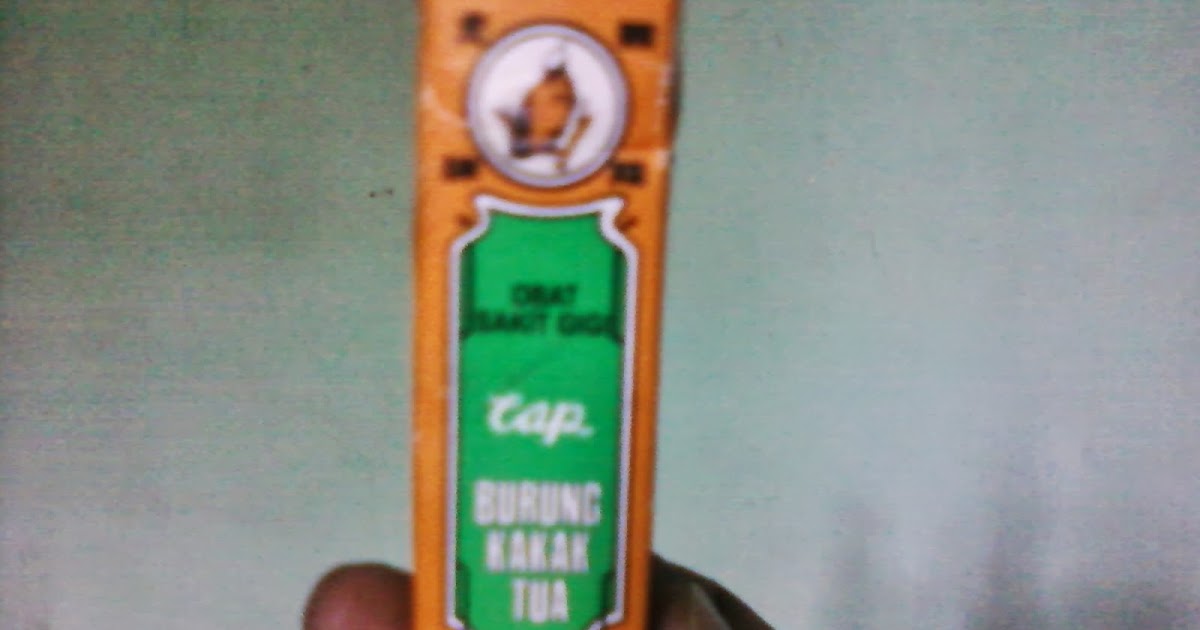 OBAT
SAKIT GIGI
Cap
BURUNG
KAKAK
TUA